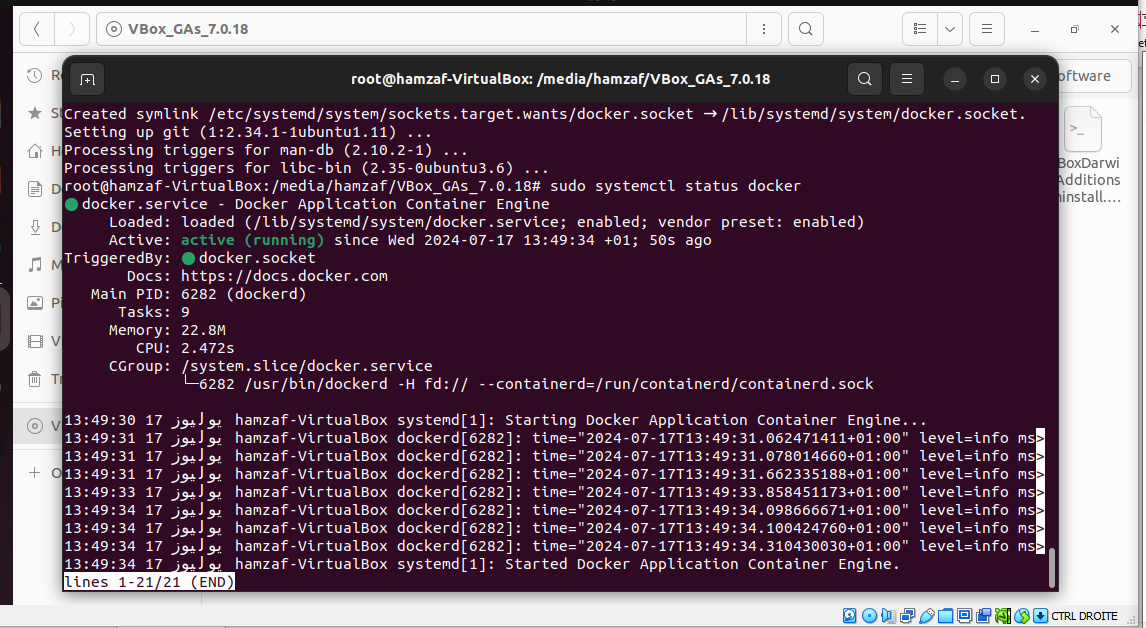 VBox_GAs_7.0.18
root@hamzaf-VirtualBox: /media/hamzaf/VBox_GAs_7.0.18
oftware
Created symlink /etc/systemd/system/sockets.target.wants/docker.socket → /lib/systemd/system/docker.socket.
Setting up git (1:2.34.1-1ubuntu1.11) ...
Processing triggers for man-db (2.10.2-1) ...
Processing triggers for libc-bin (2.35-0ubuntu3.6) ...
root@hamzaf-VirtualBox:/media/hamzaf/VBox_GAs_7.0.18# sudo systemctl status docker
● docker.service - Docker Application Container Engine
Loaded: loaded (/lib/systemd/system/docker.service; enabled; vendor preset: enabled)
Active: active (running) since Wed 2024-07-17 13:49:34 +01; 50s ago
TriggeredBy: ● docker.socket
Docs: https://docs.docker.com
Main PID: 6282 (dockerd)
Tasks: 9
Memory: 22.8M
CPU: 2.472s
CGroup: /system.slice/docker.service
└─6282 /usr/bin/dockerd -H fd:// --containerd=/run/containerd/containerd.sock
13:49:30 17 يوليوز hamzaf-VirtualBox systemd[1]: Starting Docker Application Container Engine...
13:49:31 17 يوليوز hamzaf-VirtualBox dockerd[6282]: time="2024-07-17T13:49:31.062471411+01:00" level=info ms>
13:49:31 17 يوليوز hamzaf-VirtualBox dockerd[6282]: time="2024-07-17T13:49:31.078014660+01:00" level=info ms>
13:49:31 17 يوليوز hamzaf-VirtualBox dockerd[6282]: time="2024-07-17T13:49:31.662335188+01:00" level=info ms>
13:49:33 17 يوليوز hamzaf-VirtualBox dockerd[6282]: time="2024-07-17T13:49:33.858451173+01:00" level=info ms>
13:49:34 17 يوليوز hamzaf-VirtualBox dockerd[6282]: time="2024-07-17T13:49:34.098666671+01:00" level=info ms>
13:49:34 17 يوليوز hamzaf-VirtualBox dockerd[6282]: time="2024-07-17T13:49:34.100424760+01:00" level=info ms>
13:49:34 17 يوليوز hamzaf-VirtualBox dockerd[6282]: time="2024-07-17T13:49:34.310430030+01:00" level=info ms>
13:49:34 17 يوليوز hamzaf-VirtualBox systemd[1]: Started Docker Application Container Engine.
lines 1-21/21 (END)
BoxDarwi
Additions
ninstall....
CTRL DROITE